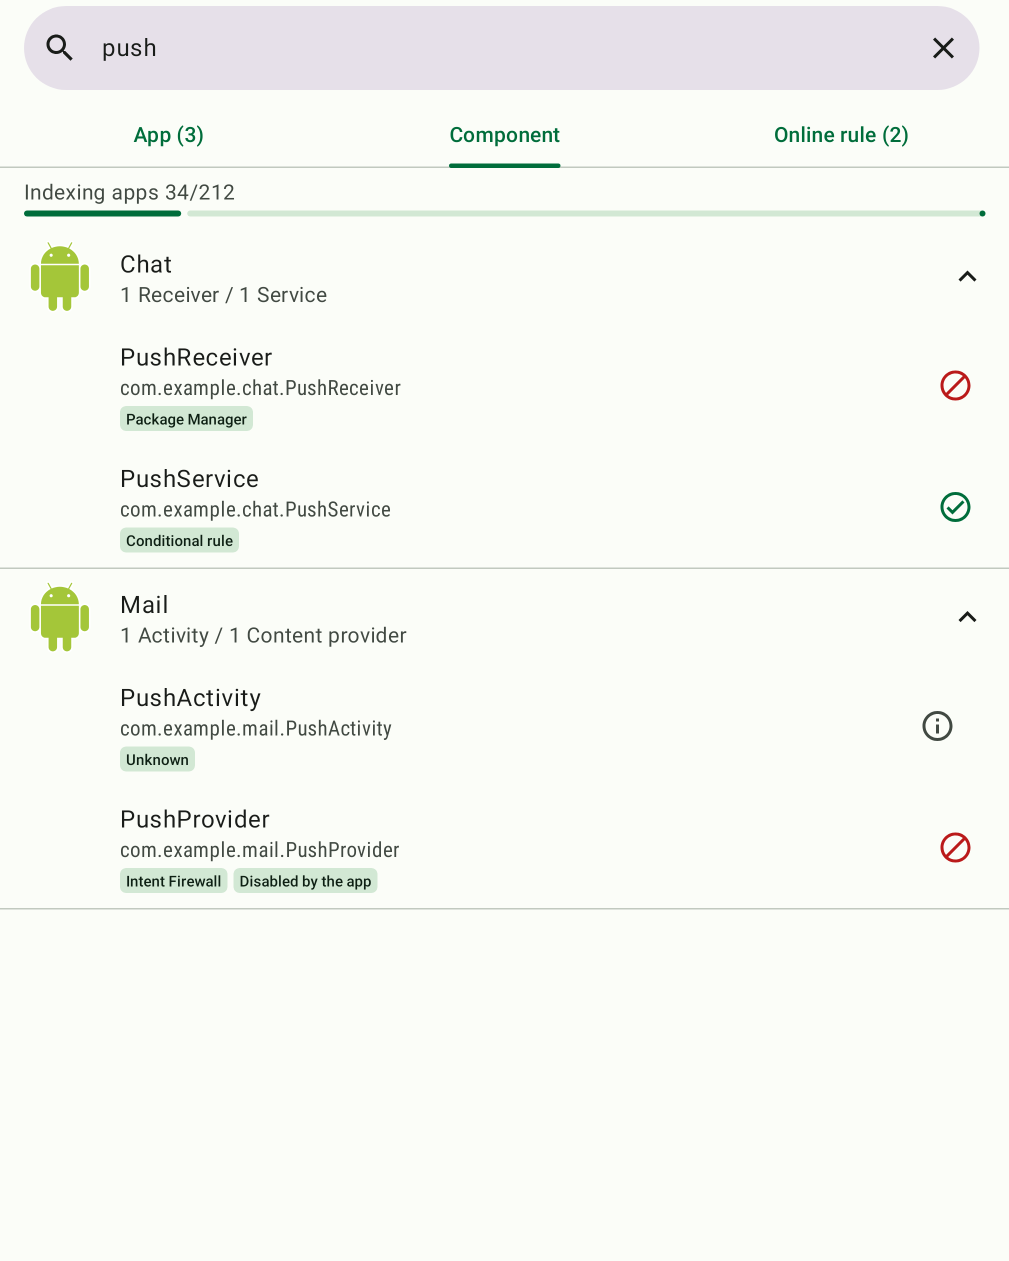 push
App (3)
Component
Online rule (2)
Indexing apps 34/212
Chat
1 Receiver / 1 Service
PushReceiver
com.example.chat.PushReceiver
Package Manager
PushService
com.example.chat.PushService
Conditional rule
Mail
1 Activity / 1 Content provider
PushActivity
com.example.mail.PushActivity
Unknown
PushProvider
com.example.mail.PushProvider
Intent Firewall Disabled by the app